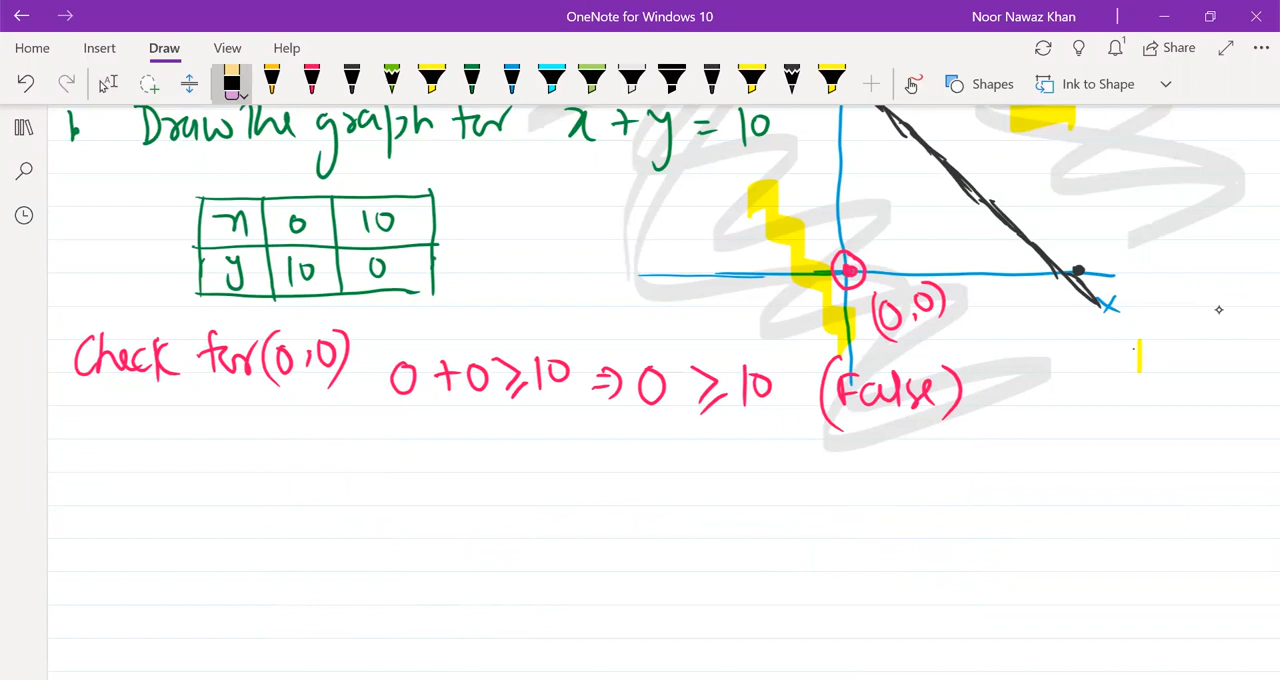 OneNote for Windows 10
Noor Nawaz Khan
Home Insert Draw View Help
1 Share
Shapes Ink to Shape
Draw the graph for x + y = 10
x 0 10
y 10 0
x
(0,0)
Check for (0,0) 0 + 0 ≥ 10 ⇒ 0 ≥ 10 (False)